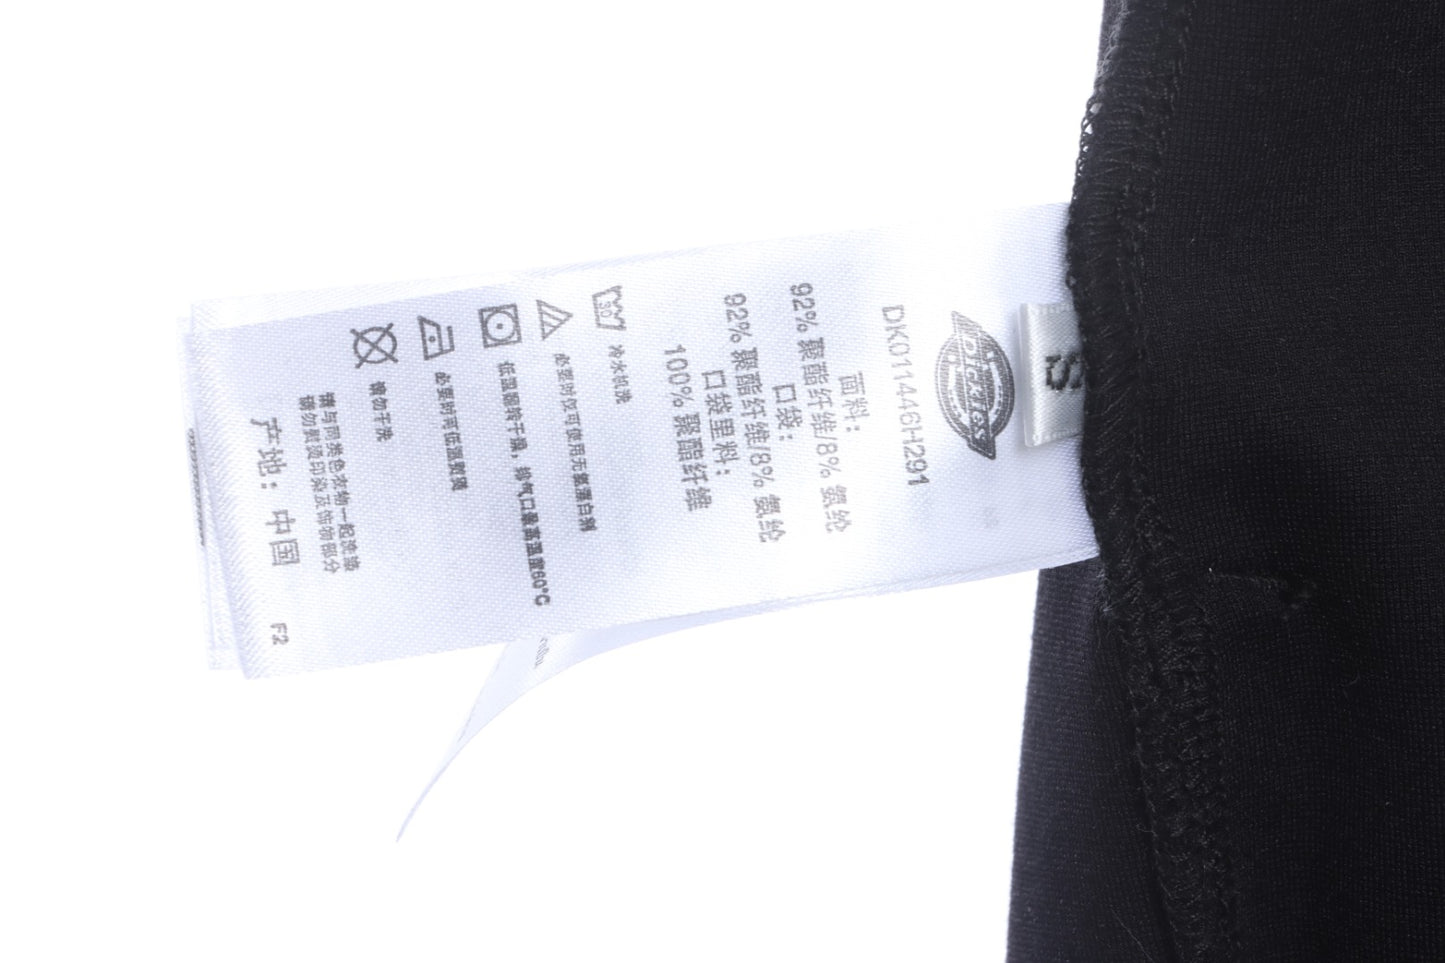 S
DICKIES
DK011446H291
面料：
92% 聚酯纤维/8% 氨纶
口袋：
92% 聚酯纤维/8% 氨纶
口袋里料：
100% 聚酯纤维
30
冷水机洗
必要时仅可使用无氯漂白剂
低温翻转干燥，排气口最高温度60°C
必要时可低温熨烫
请勿干洗
请与同类色衣物一起洗涤
请勿熨烫印染及饰物部分
产地：中国 F2